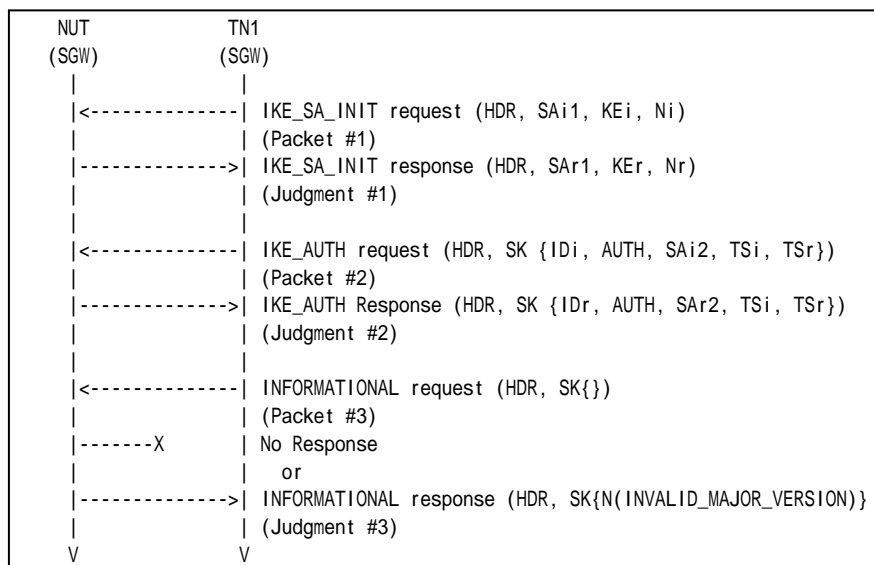 NUT                TN1
(SGW)              (SGW)
|                  |
|<--------------| IKE_SA_INIT request (HDR, SAi1, KEi, Ni)
|                  | (Packet #1)
|-------------->| IKE_SA_INIT response (HDR, SAr1, KEr, Nr)
|                  | (Judgment #1)
|                  |
|<--------------| IKE_AUTH request (HDR, SK {IDi, AUTH, SAi2, TSi, TSr})
|                  | (Packet #2)
|-------------->| IKE_AUTH Response (HDR, SK {IDr, AUTH, SAr2, TSi, TSr})
|                  | (Judgment #2)
|                  |
|<--------------| INFORMATIONAL request (HDR, SK{})
|                  | (Packet #3)
|-------X          | No Response
|                  |   or
|-------------->| INFORMATIONAL response (HDR, SK{N(INVALID_MAJOR_VERSION)}
|                  | (Judgment #3)
V                  V